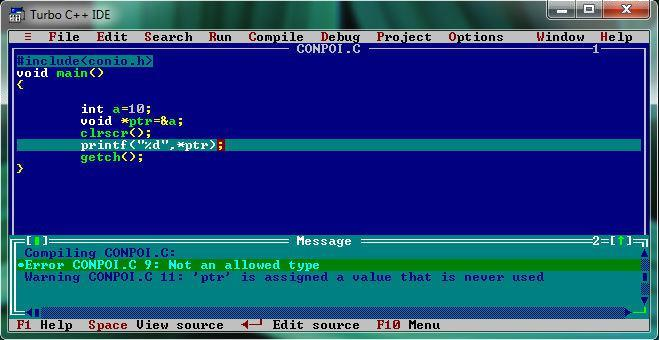 Turbo C++ IDE
≡ File Edit Search Run Compile Debug Project Options Window Help
CONPOI.C 1
#include<conio.h>
void main()
{
int a=10;
void *ptr=&a;
clrscr();
printf("%d",*ptr);
getch();
}
Message 2=[↑]
Compiling CONPOI.C:
•Error CONPOI.C 9: Not an allowed type
Warning CONPOI.C 11: 'ptr' is assigned a value that is never used
F1 Help Space View source ◄─┘ Edit source F10 Menu